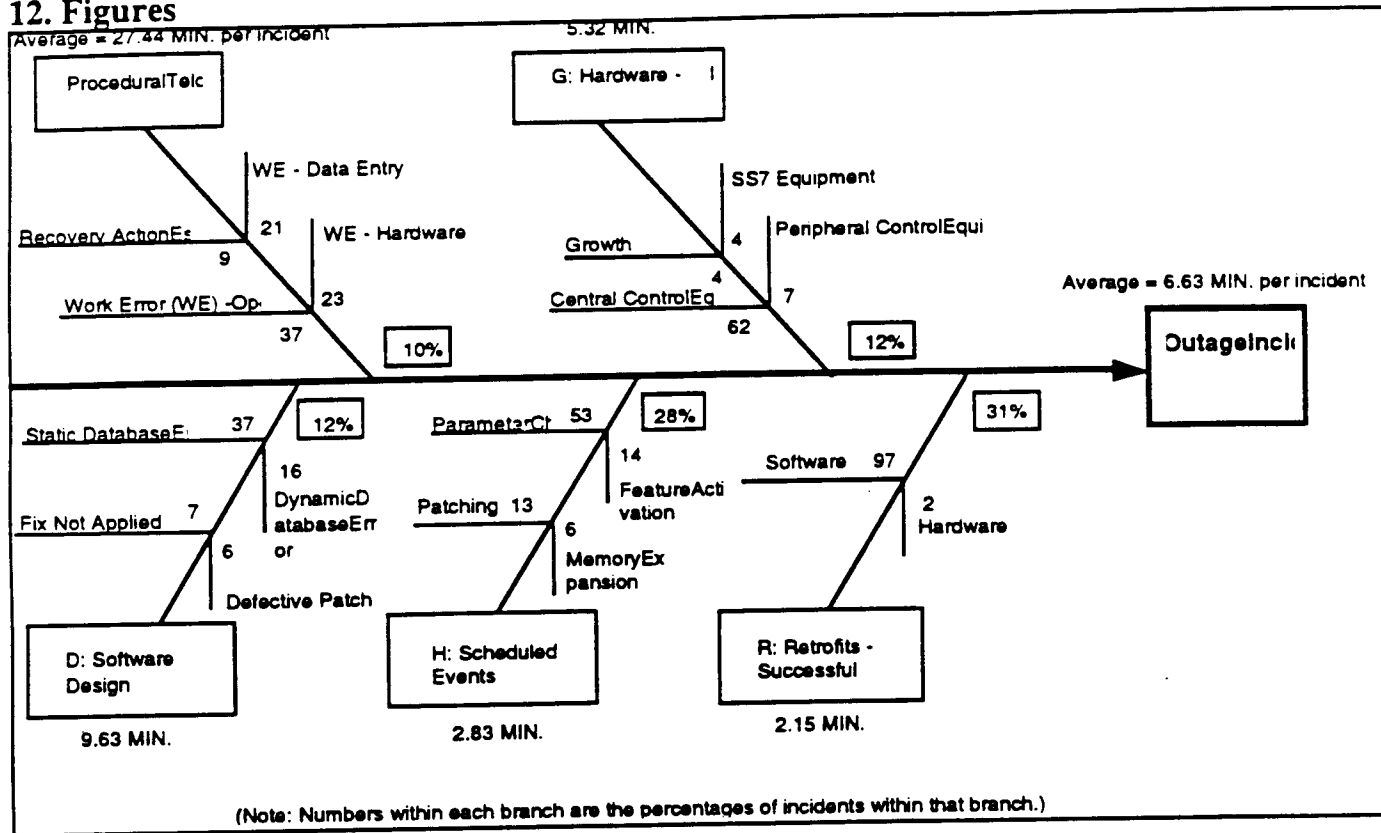 12. Figures
Average = 27.44 MIN. per incident
5.32 MIN.
ProceduralTelc
G: Hardware -
WE - Data Entry
SS7 Equipment
Recovery ActionEs
21
9
WE - Hardware
Growth
4
4
Peripheral ControlEqui
Work Error (WE) -Op
23
37
Central ControlEq
7
62
Average = 6.63 MIN. per incident
10%
12%
OutageInci
Static DatabaseE
37
12%
ParameterCh
53
28%
31%
16
DynamicD
atabaseErr
or
14
FeatureActi
vation
Software 97
Fix Not Applied
7
6
Defective Patch
Patching 13
6
MemoryEx
pansion
2
Hardware
D: Software
Design
H: Scheduled
Events
R: Retrofits -
Successful
9.63 MIN.
2.83 MIN.
2.15 MIN.
(Note: Numbers within each branch are the percentages of incidents within that branch.)